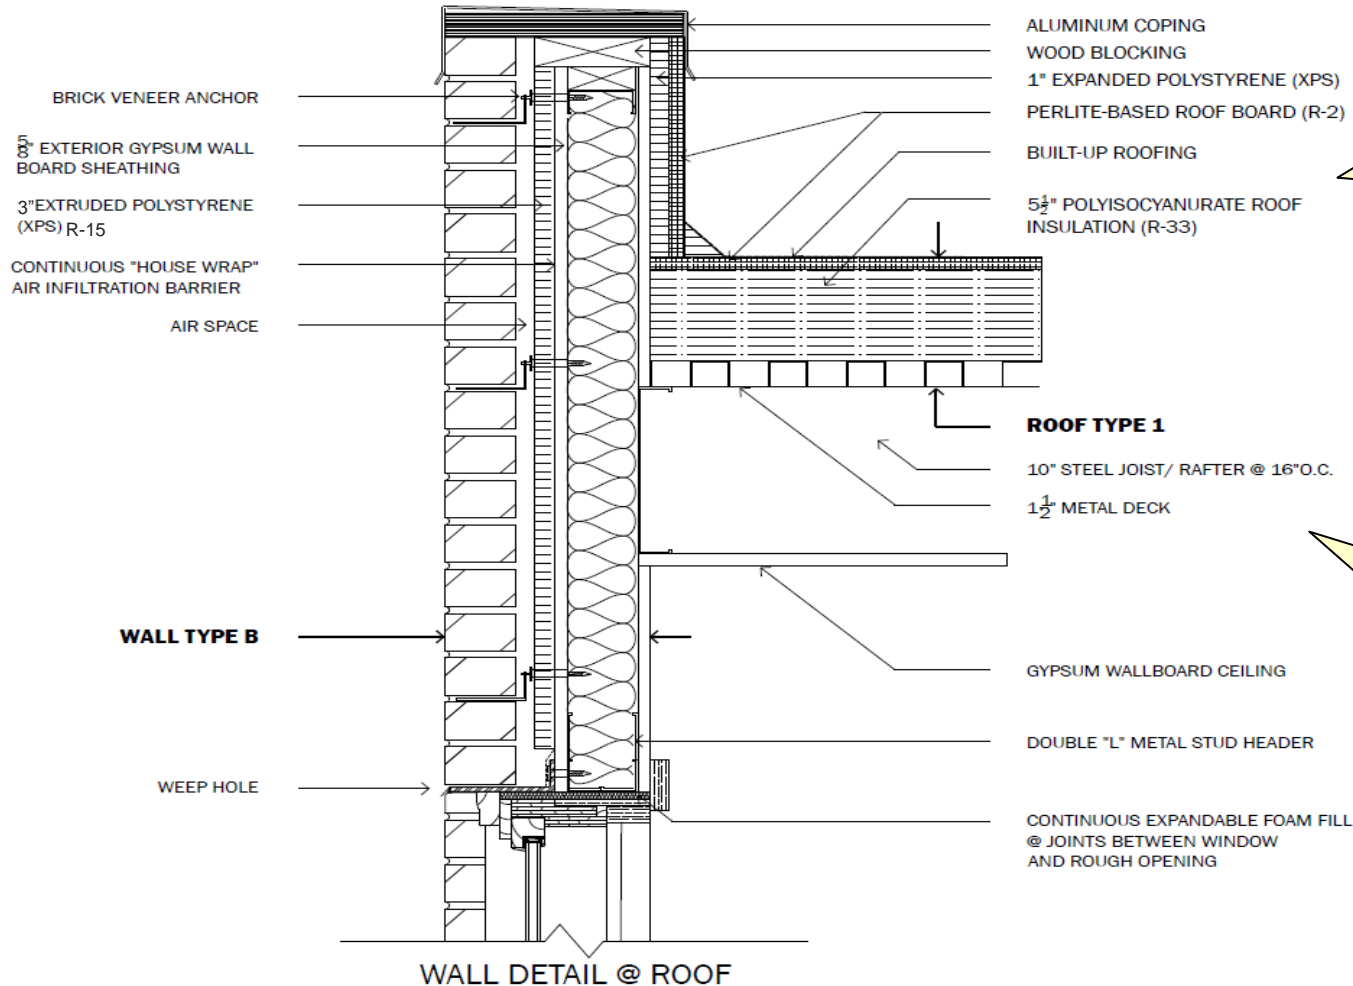 ALUMINUM COPING
WOOD BLOCKING
1" EXPANDED POLYSTYRENE (XPS)
PERLITE-BASED ROOF BOARD (R-2)
BUILT-UP ROOFING
5½" POLYISOCYANURATE ROOF
INSULATION (R-33)
ROOF TYPE 1
10" STEEL JOIST/ RAFTER @ 16"O.C.
1½" METAL DECK
GYPSUM WALLBOARD CEILING
DOUBLE "L" METAL STUD HEADER
CONTINUOUS EXPANDABLE FOAM FILL
@ JOINTS BETWEEN WINDOW
AND ROUGH OPENING
BRICK VENEER ANCHOR
⅝" EXTERIOR GYPSUM WALL
BOARD SHEATHING
3"EXTRUDED POLYSTYRENE
(XPS) R-15
CONTINUOUS "HOUSE WRAP"
AIR INFILTRATION BARRIER
AIR SPACE
WALL TYPE B
WEEP HOLE
WALL DETAIL @ ROOF